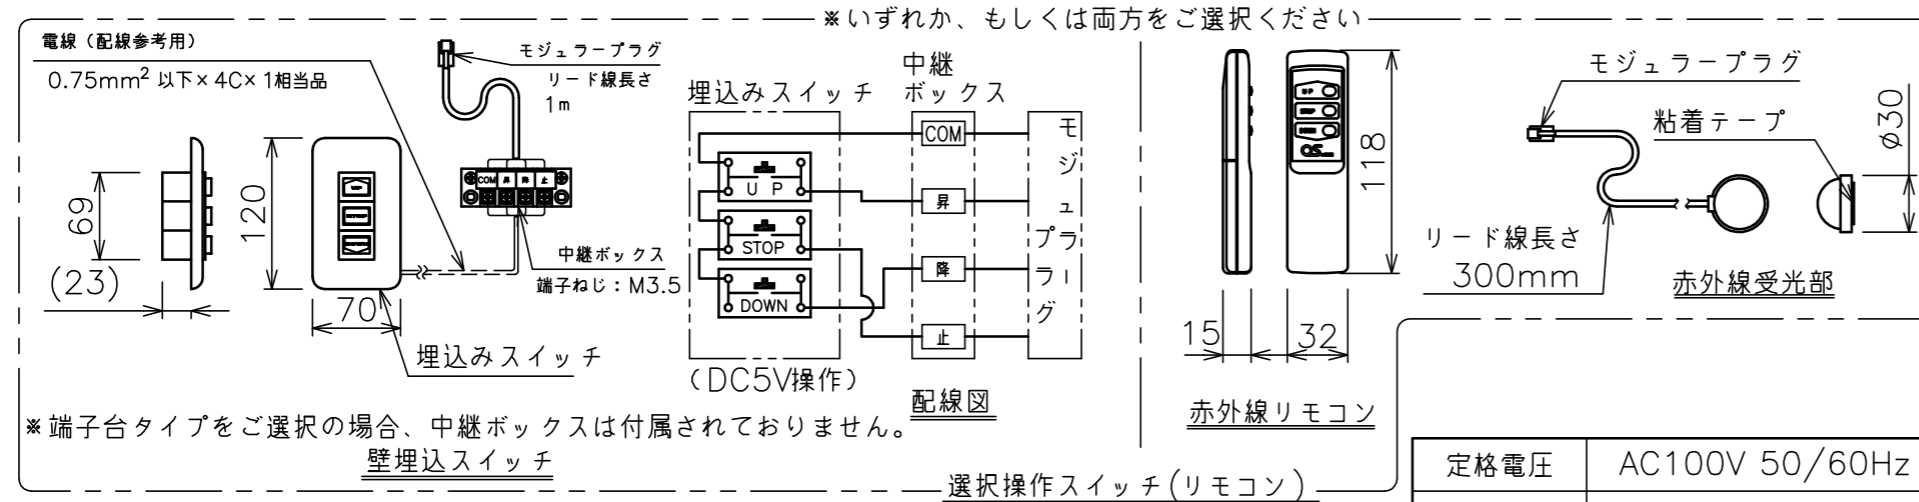 ※いずれか、もしくは両方をご選択ください
電線（配線参考用）
0.75mm² 以下×4C×1相当品
モジュラープラグ
リード線長さ
1m
69
(23)
120
70
COM 昇 降 止
中継ボックス
端子ねじ：M3.5
埋込みスイッチ
埋込みスイッチ
中継
ボックス
UP
STOP
DOWN
COM
昇
降
止
モジュラープラグ
(DC5V操作)
配線図
※端子台タイプをご選択の場合、中継ボックスは付属されておりません。
壁埋込スイッチ
UP
STOP
DOWN
118
15
32
赤外線リモコン
モジュラープラグ
粘着テープ
ø30
リード線長さ
300mm
赤外線受光部
選択操作スイッチ(リモコン)
定格電圧 AC100V 50/60Hz